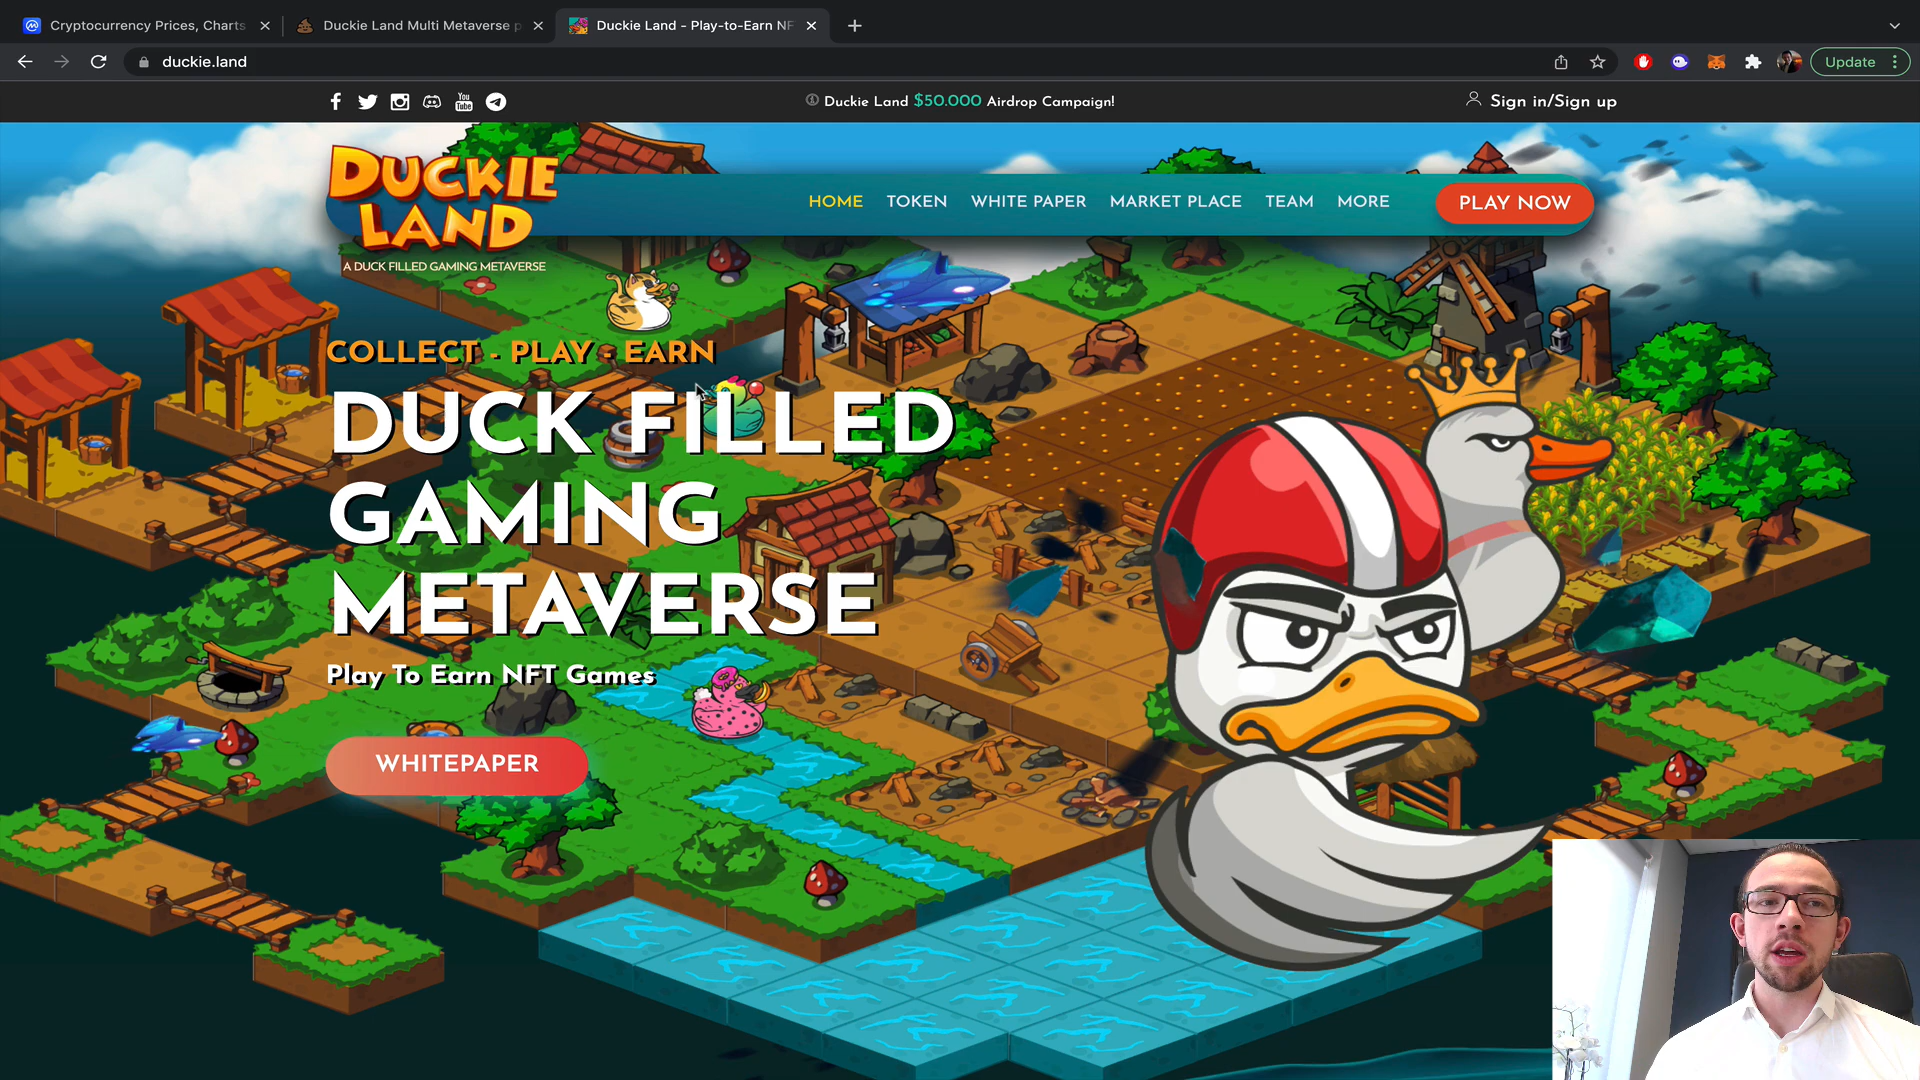 Cryptocurrency Prices, Charts
Duckie Land Multi Metaverse p
Duckie Land - Play-to-Earn NF
duckie.land
Update
You
Tube
Duckie Land $50.000 Airdrop Campaign!
Sign in/Sign up
DUCKIE
LAND
A DUCK FILLED GAMING METAVERSE
HOME
TOKEN
WHITE PAPER
MARKET PLACE
TEAM
MORE
PLAY NOW
COLLECT - PLAY - EARN
DUCK FILLED
GAMING
METAVERSE
Play To Earn NFT Games
WHITEPAPER